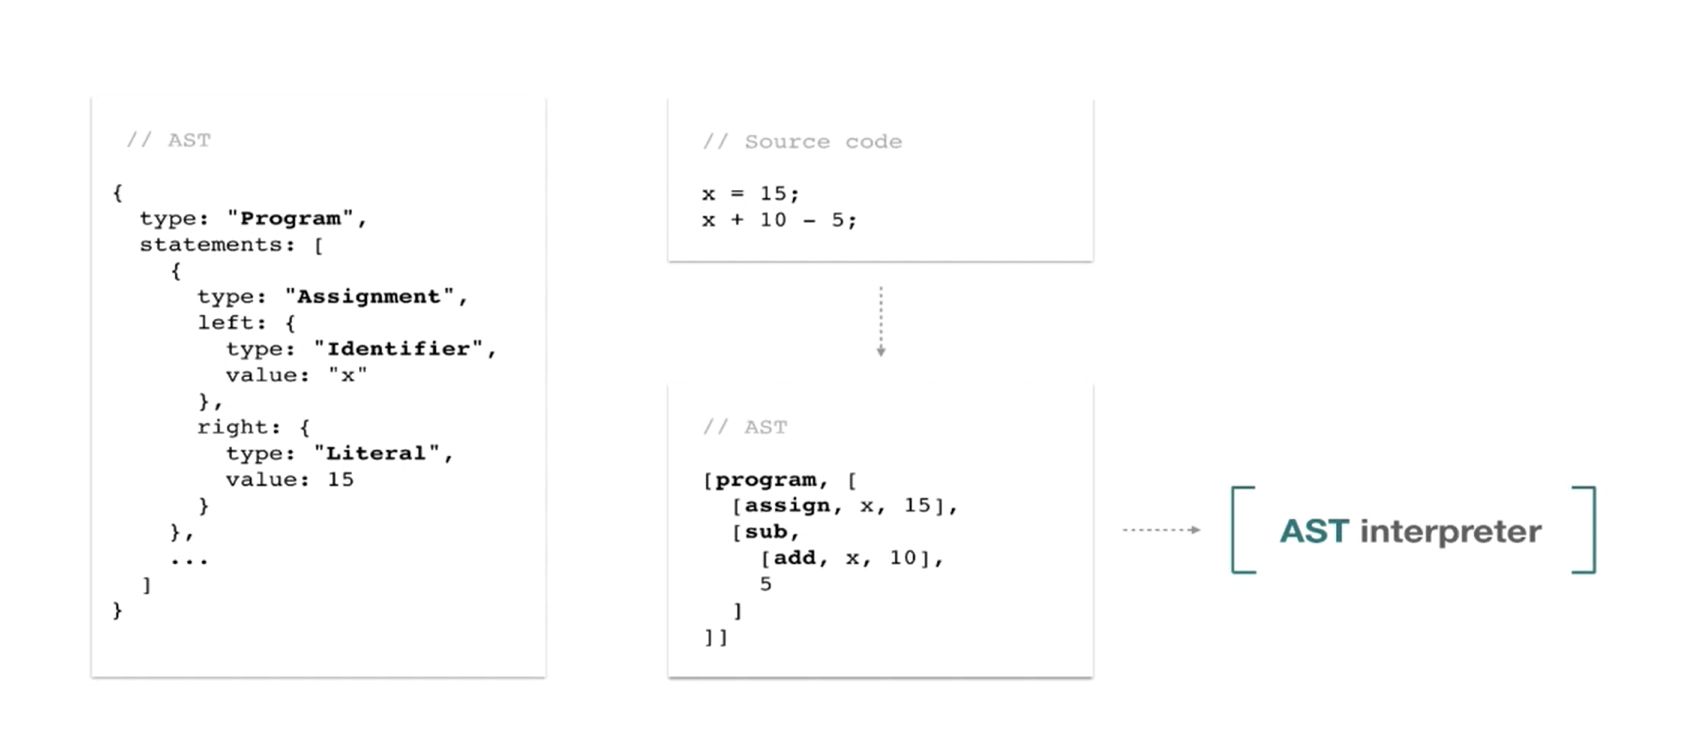 // AST
{
type: "Program",
statements: [
{
type: "Assignment",
left: {
type: "Identifier",
value: "x"
},
right: {
type: "Literal",
value: 15
}
},
...
]
}
// Source code
x = 15;
x + 10 - 5;
// AST
[program, [
[assign, x, 15],
[sub,
[add, x, 10],
5
]
]]
AST interpreter